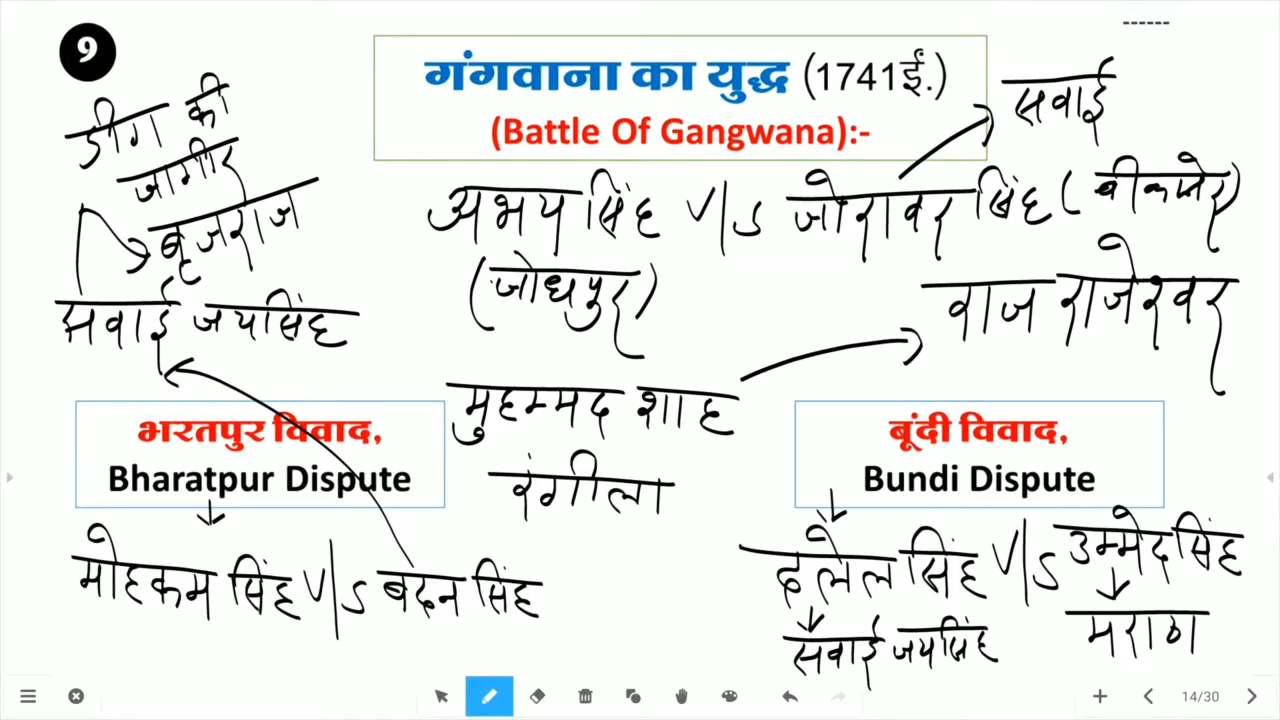 ------
9
गंगवाना का युद्ध (1741ई.)
(Battle Of Gangwana):-
सवाई
डीग की
जागीर
बृजराज
सवाई जयसिंह
अभयसिंह V/S जोरावर सिंह (बीकानेर)
(जोधपुर)
राज राजेश्वर
मुहम्मद शाह
रंगीला
भरतपुर विवाद,
Bharatpur Dispute
मोहकम सिंह V/S बदन सिंह
बूंदी विवाद,
Bundi Dispute
दलेल सिंह V/S उम्मेदसिंह
सवाई जयसिंह
मराठा
14/30